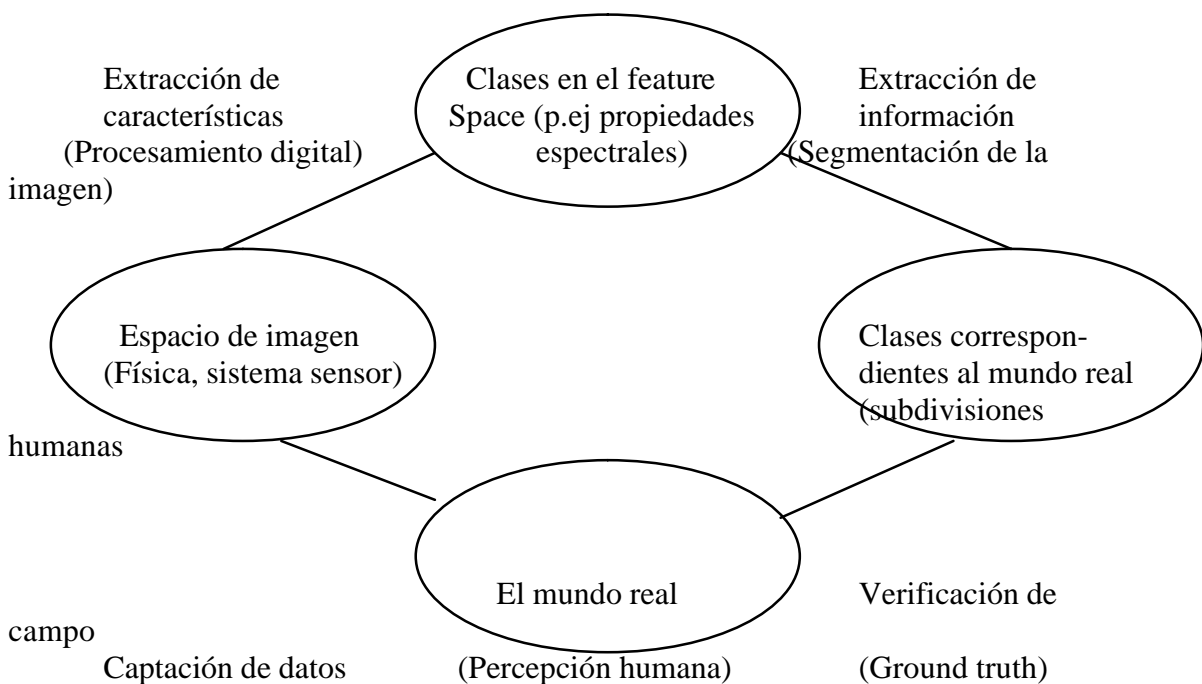 Extracción de Clases en el feature Extracción de
características Space (p.ej propiedades información
(Procesamiento digital) espectrales) (Segmentación de la
imagen)
Espacio de imagen Clases correspon-
(Física, sistema sensor) dientes al mundo real
(subdivisiones
humanas
El mundo real Verificación de
campo
Captación de datos (Percepción humana) (Ground truth)